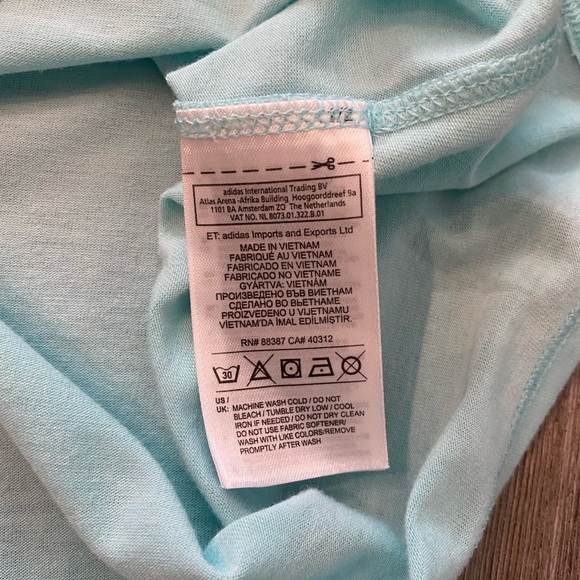 1/2
adidas International Trading BV
Atlas Arena -Afrika Building Hoogoorddreef 9a
1101 BA Amsterdam ZO The Netherlands
VAT NO. NL 8073.01.322.B.01
ET: adidas Imports and Exports Ltd
MADE IN VIETNAM
FABRIQUÉ AU VIETNAM
FABRICADO EN VIETNAM
FABRICADO NO VIETNAME
GYÁRTVA: VIETNAM
ПРОИЗВЕДЕНО ВЪВ ВИЕТНАМ
СДЕЛАНО ВО ВЬЕТНАМЕ
PROIZVEDENO U VIJETNAMU
VIETNAM'DA İMAL EDİLMİŞTİR
RN# 88387 CA# 40312
30
US / UK: MACHINE WASH COLD / DO NOT
BLEACH / TUMBLE DRY LOW / COOL
IRON IF NEEDED / DO NOT DRY CLEAN /
DO NOT USE FABRIC SOFTENER/
WASH WITH LIKE COLORS/REMOVE
PROMPTLY AFTER WASH